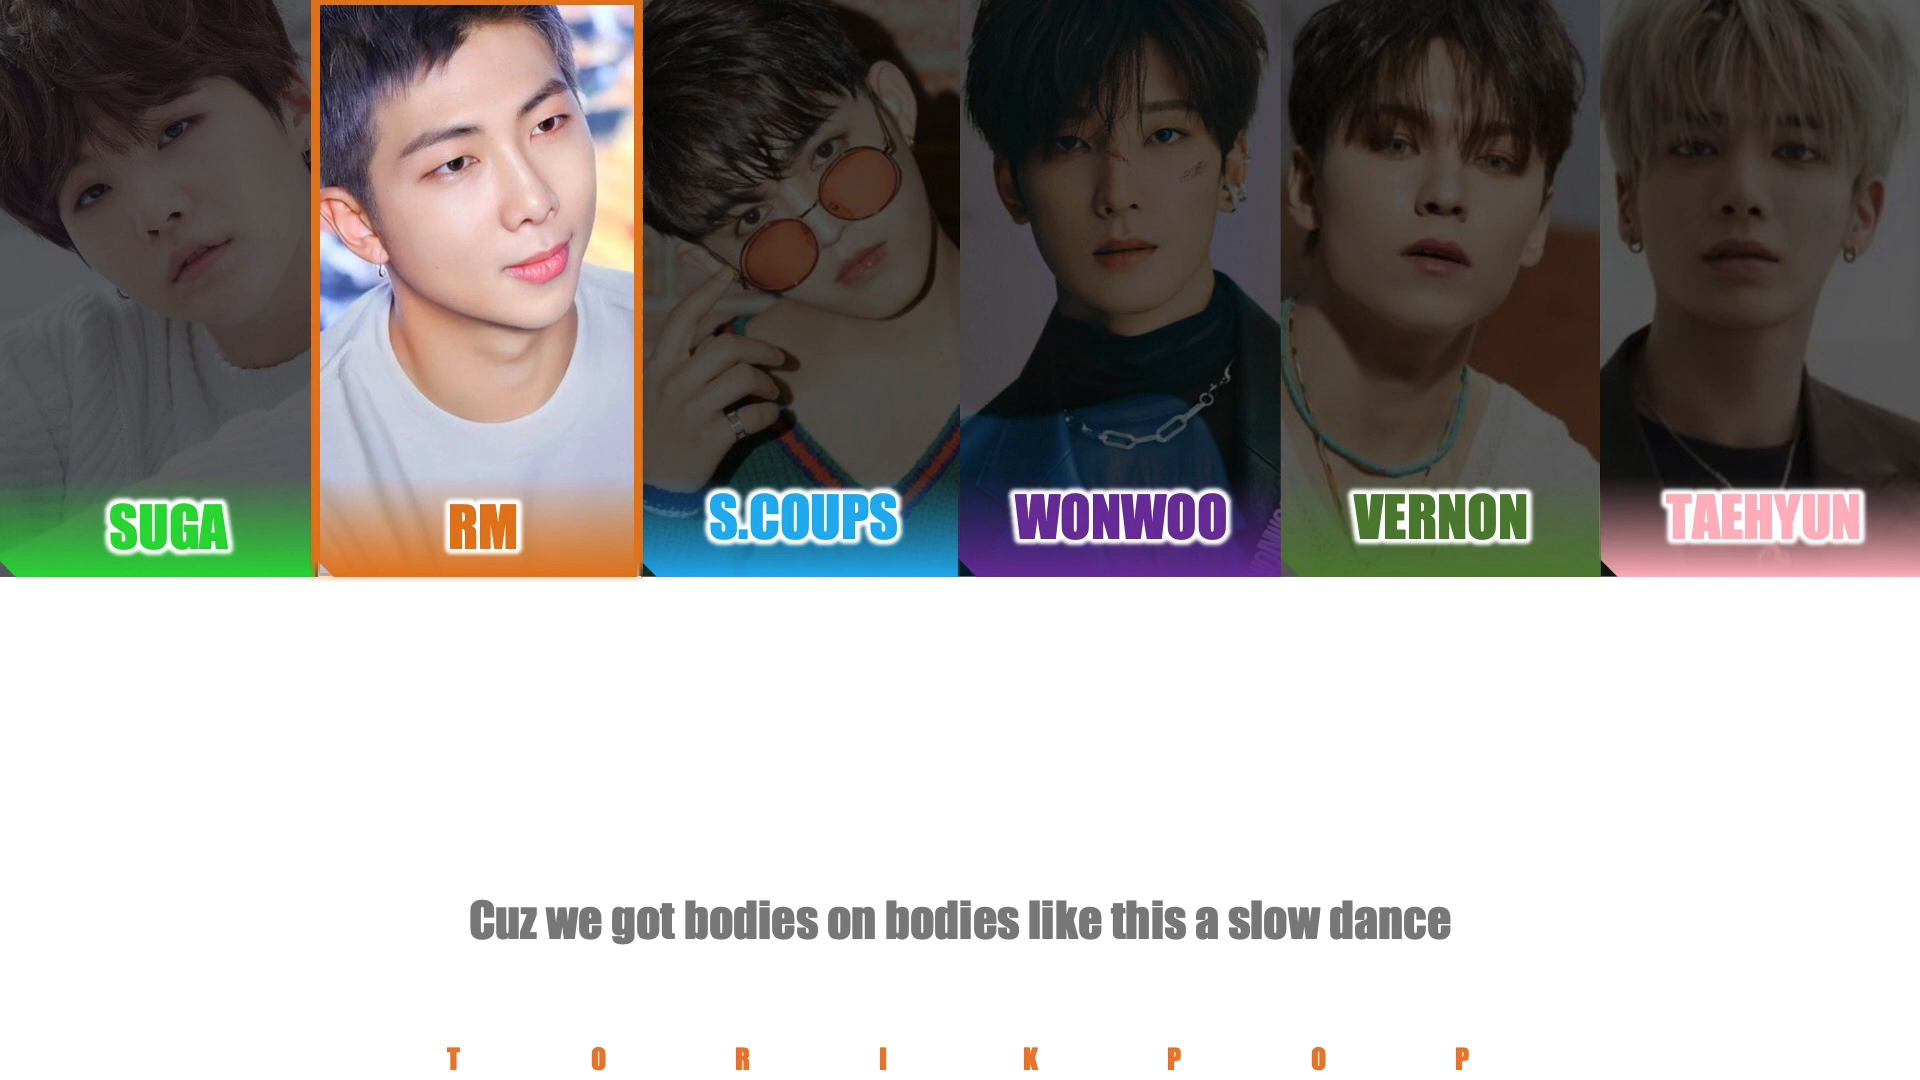 SUGA RM S.COUPS WONWOO VERNON TAEHYUN
Cuz we got bodies on bodies like this a slow dance
T O R I K P O P